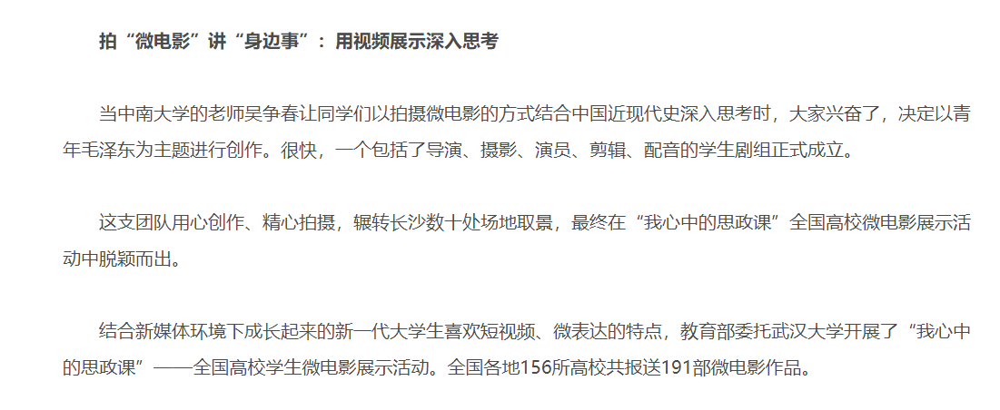 拍“微电影”讲“身边事”：用视频展示深入思考
当中南大学的老师吴争春让同学们以拍摄微电影的方式结合中国近现代史深入思考时，大家兴奋了，决定以青
年毛泽东为主题进行创作。很快，一个包括了导演、摄影、演员、剪辑、配音的学生剧组正式成立。
这支团队用心创作、精心拍摄，辗转长沙数十处场地取景，最终在“我心中的思政课”全国高校微电影展示活
动中脱颖而出。
结合新媒体环境下成长起来的新一代大学生喜欢短视频、微表达的特点，教育部委托武汉大学开展了“我心中
的思政课”——全国高校学生微电影展示活动。全国各地156所高校共报送191部微电影作品。